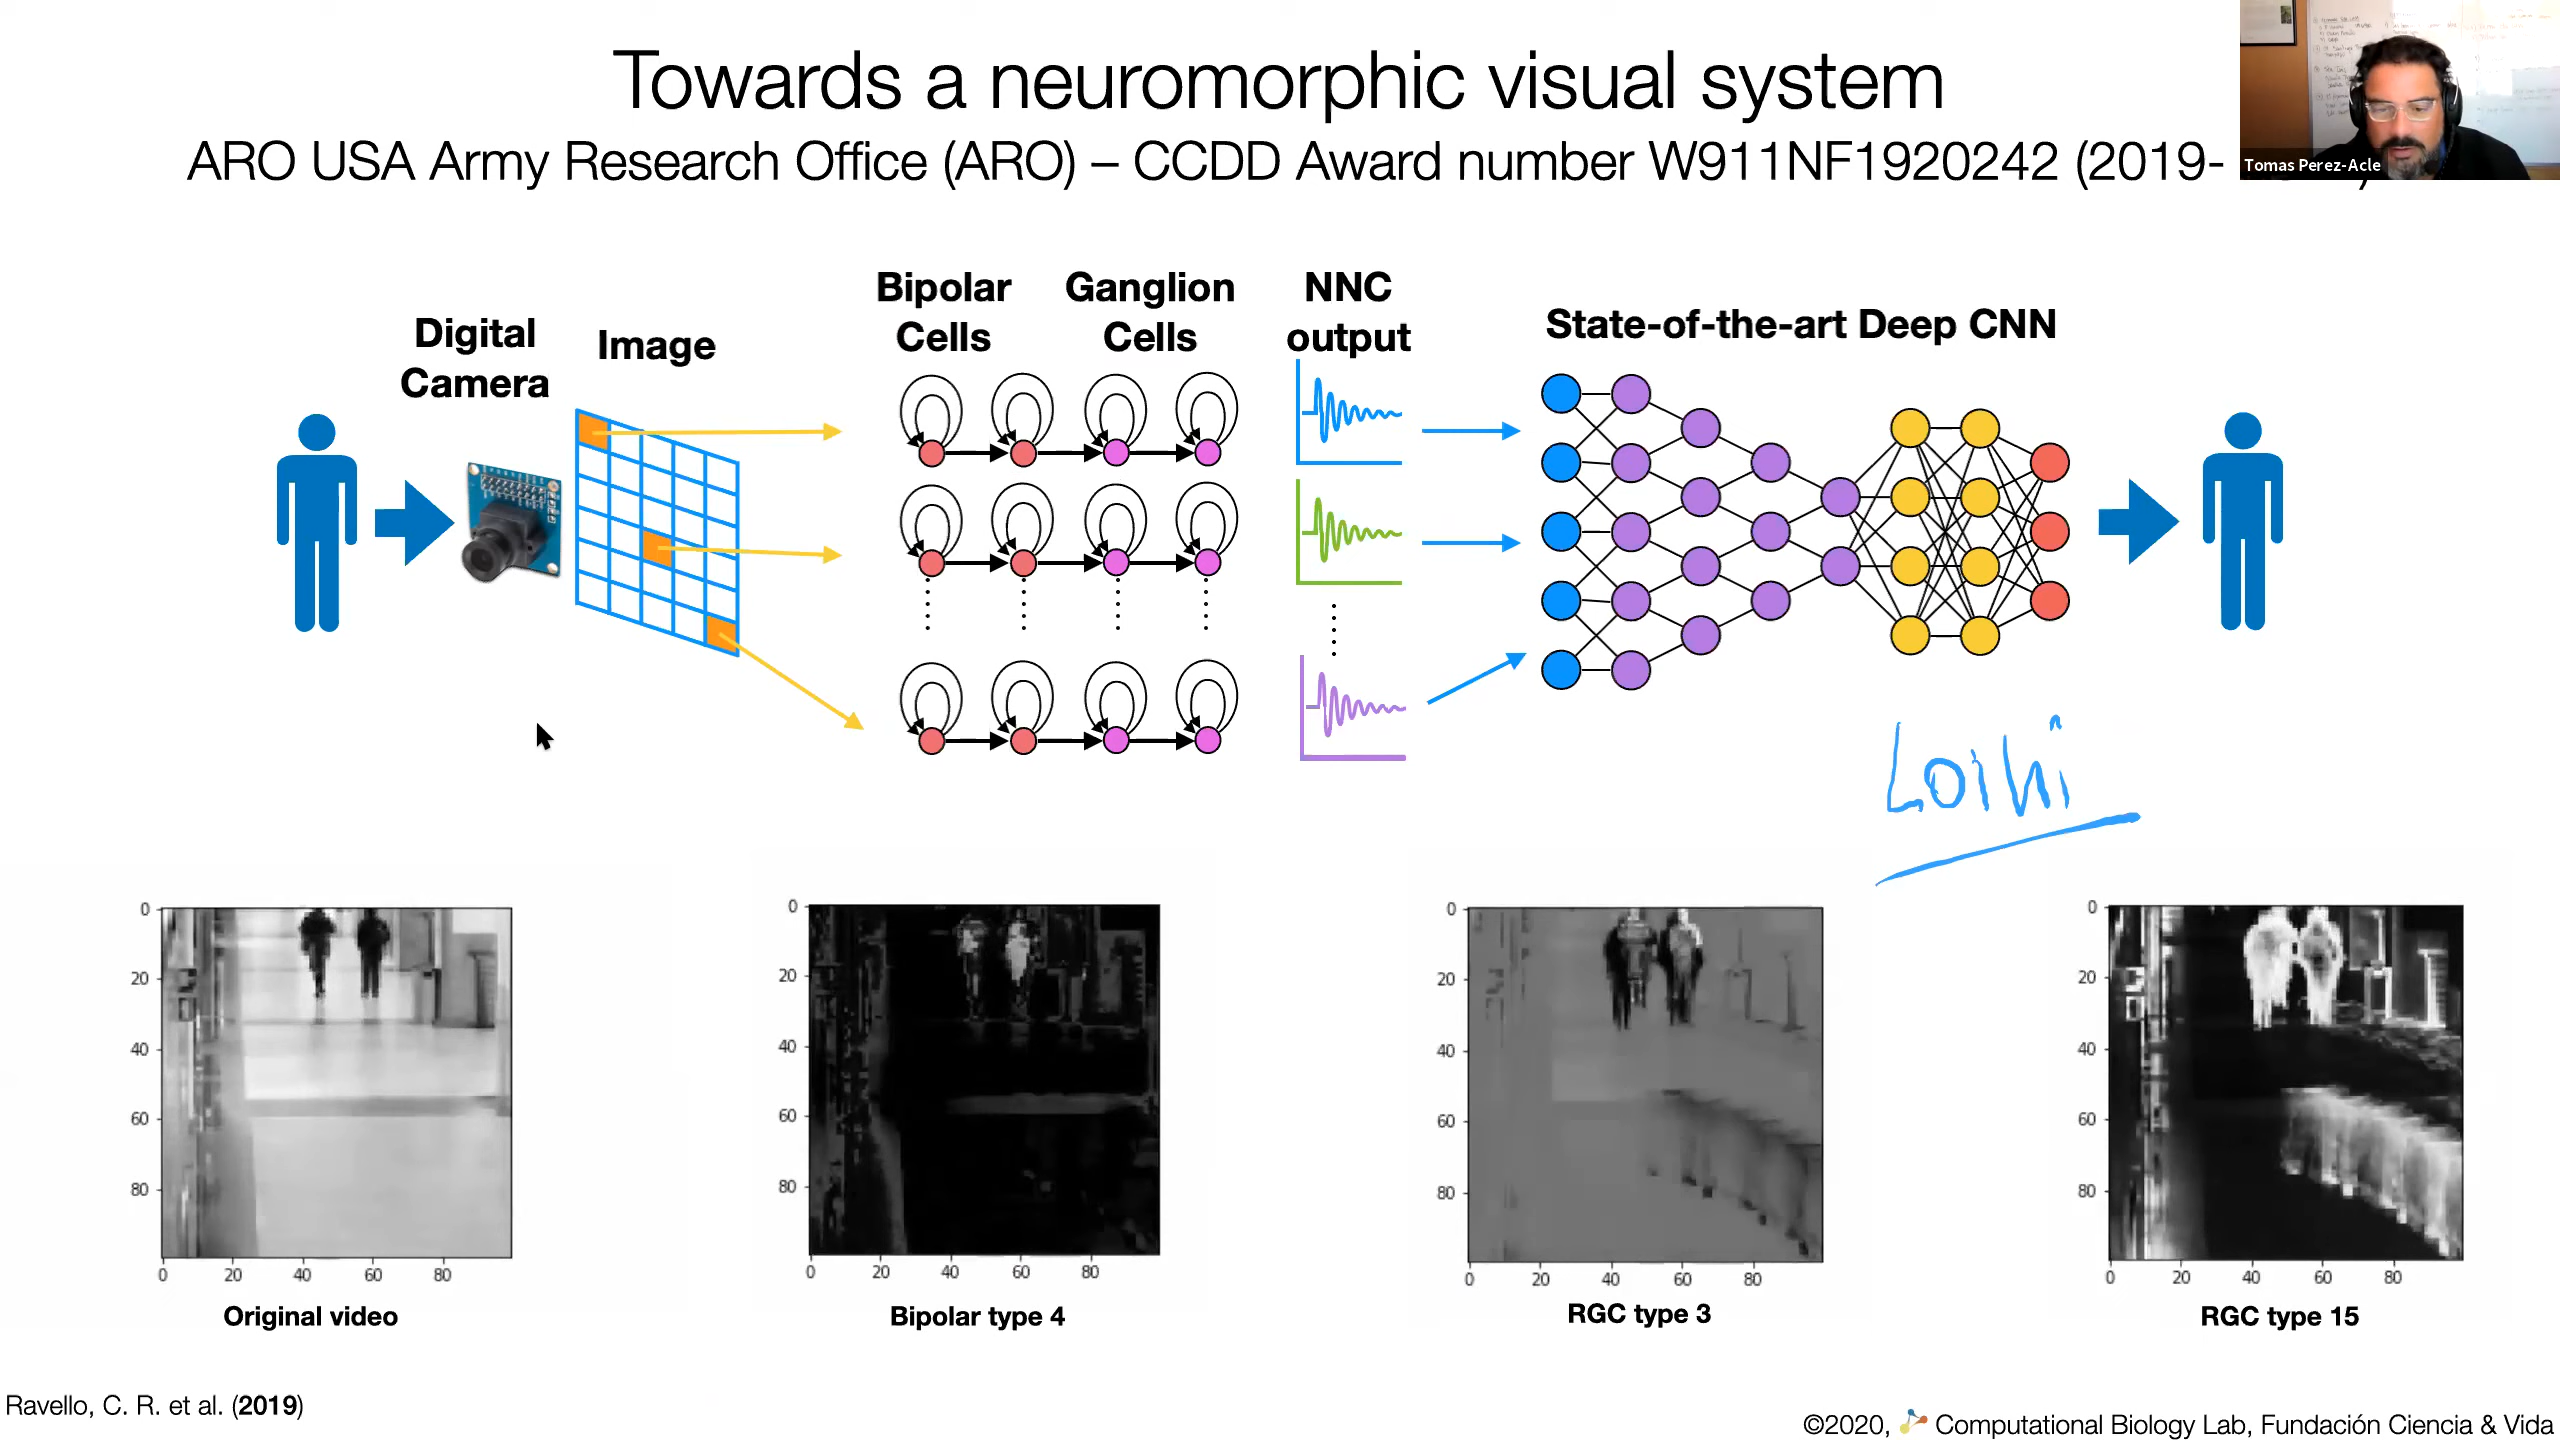 Towards a neuromorphic visual system
ARO USA Army Research Office (ARO) – CCDD Award number W911NF1920242 (2019-
Tomas Perez-Acle
Digital
Camera
Image
Bipolar
Cells
Ganglion
Cells
NNC
output
State-of-the-art Deep CNN
Loihi
0
20
40
60
80
0 20 40 60 80
Original video
0
20
40
60
80
0 20 40 60 80
Bipolar type 4
0
20
40
60
80
0 20 40 60 80
RGC type 3
0
20
40
60
80
0 20 40 60 80
RGC type 15
Ravello, C. R. et al. (2019)
©2020, Computational Biology Lab, Fundación Ciencia & Vida